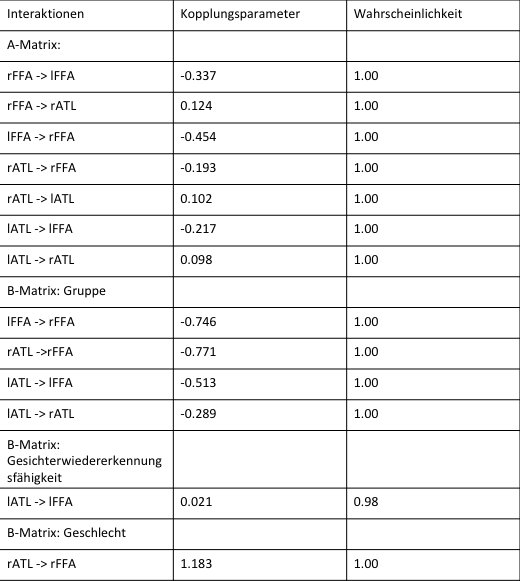 Interaktionen Kopplungsparameter Wahrscheinlichkeit
A-Matrix:
rFFA -> lFFA -0.337 1.00
rFFA -> rATL 0.124 1.00
lFFA -> rFFA -0.454 1.00
rATL -> rFFA -0.193 1.00
rATL -> lATL 0.102 1.00
lATL -> lFFA -0.217 1.00
lATL -> rATL 0.098 1.00
B-Matrix: Gruppe
lFFA -> rFFA -0.746 1.00
rATL ->rFFA -0.771 1.00
lATL -> lFFA -0.513 1.00
lATL -> rATL -0.289 1.00
B-Matrix:
Gesichterwiedererkennung
sfähigkeit
lATL -> lFFA 0.021 0.98
B-Matrix: Geschlecht
rATL -> rFFA 1.183 1.00